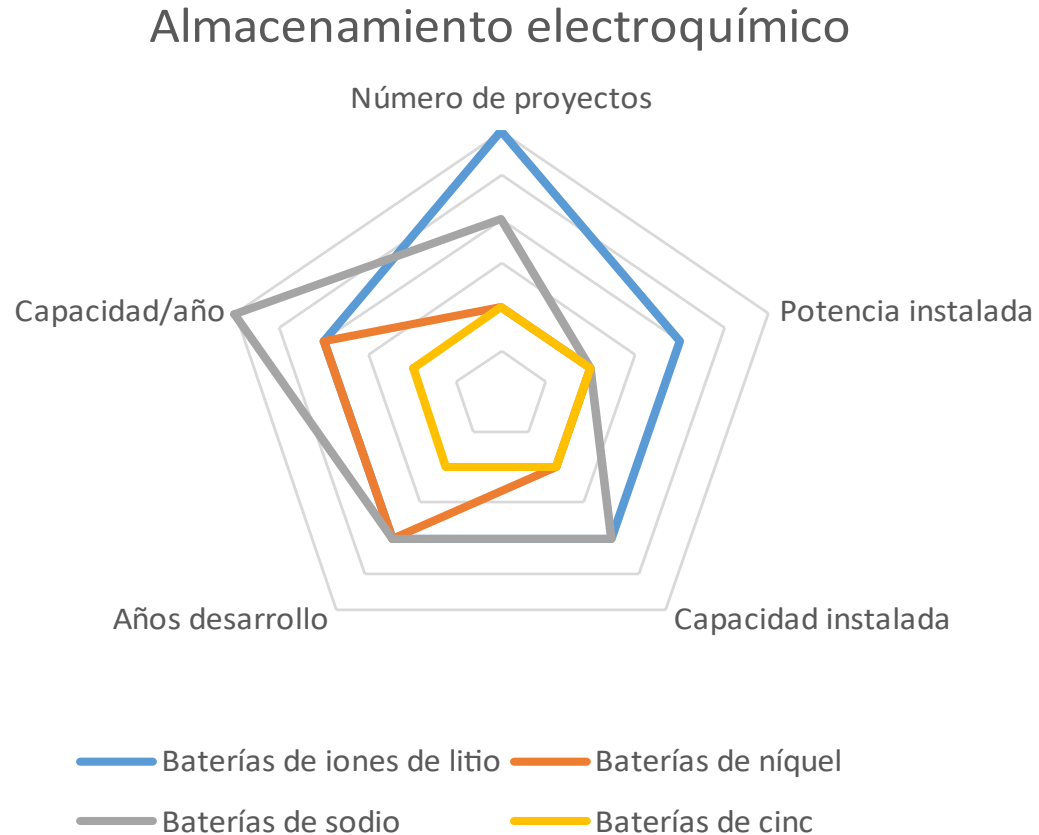 Almacenamiento electroquímico
Número de proyectos
Capacidad/año
Potencia instalada
Años desarrollo
Capacidad instalada
Baterías de iones de litio
Baterías de níquel
Baterías de sodio
Baterías de cinc